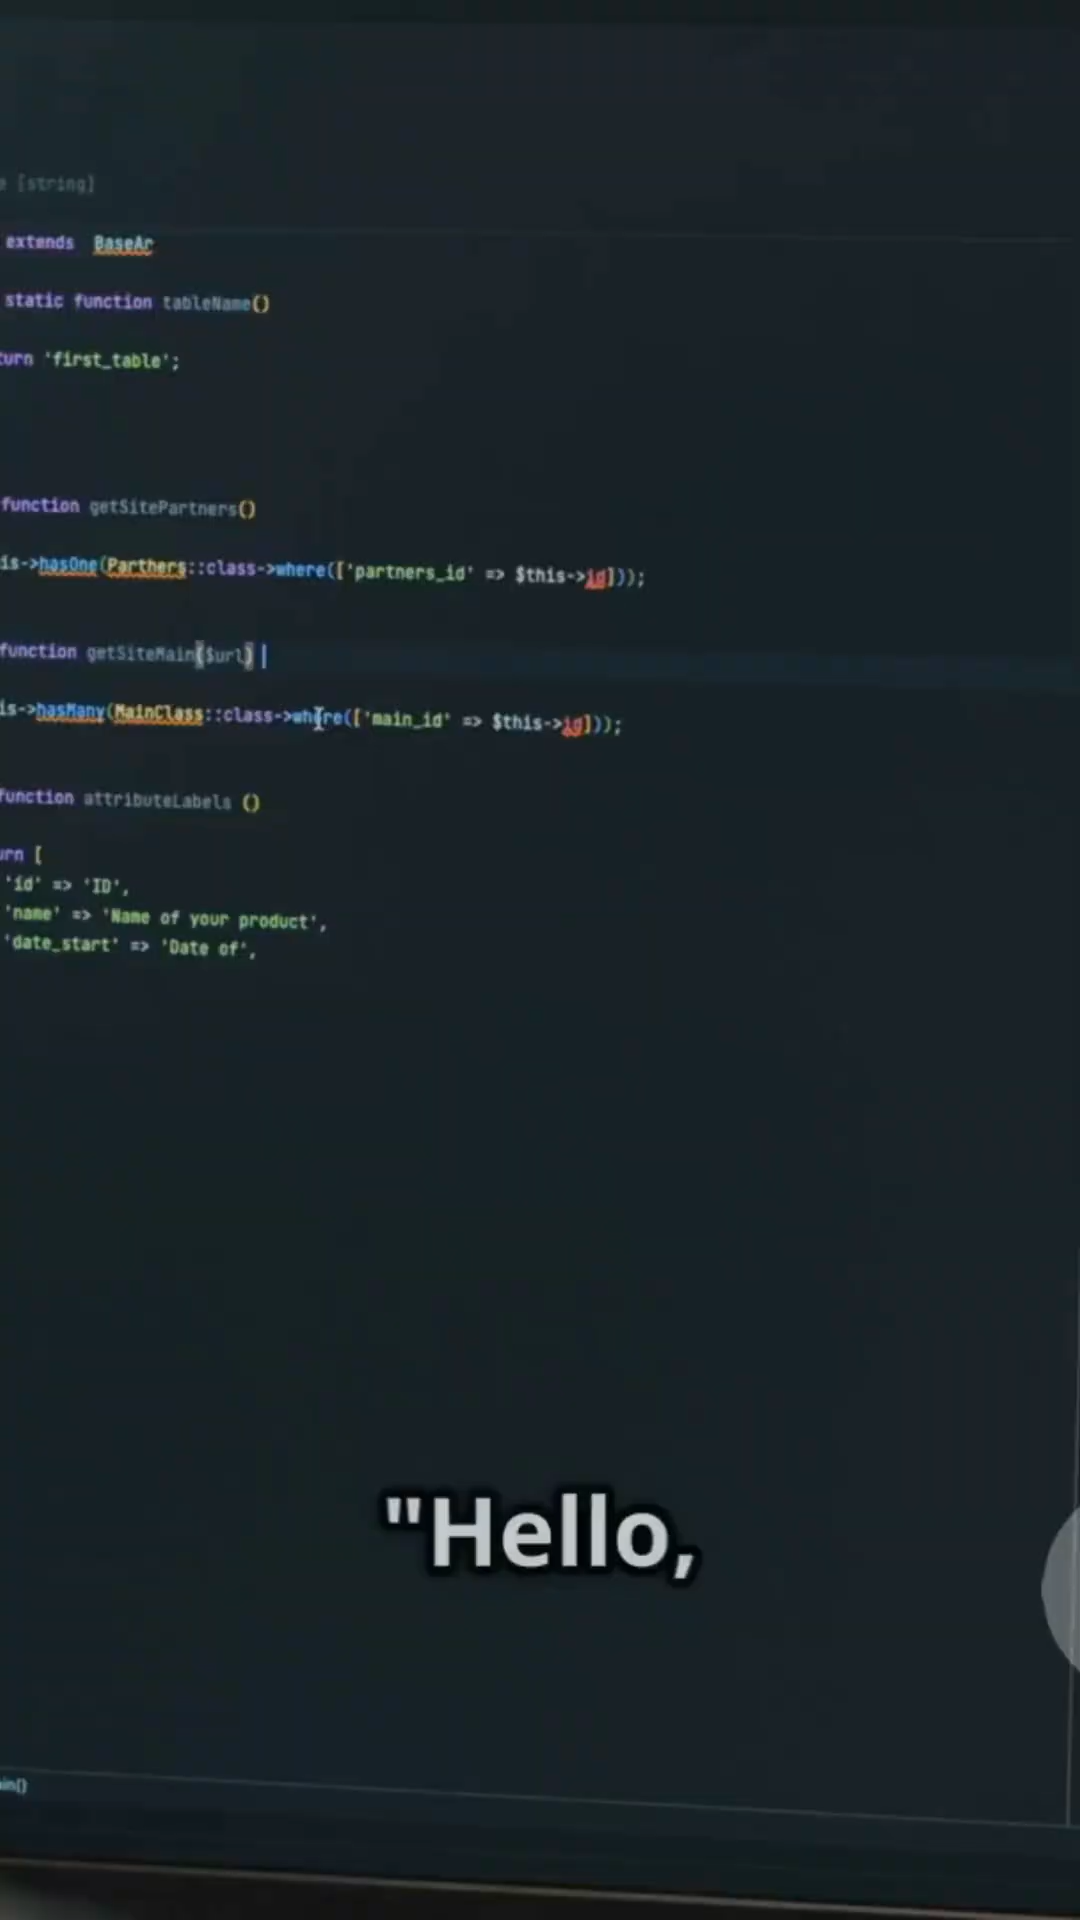 e [string]
extends BaseAr
static function tableName()
turn 'first_table';
function getSitePartners()
is->hasOne(Parthers::class->where(['partners_id' => $this->id]));
function getSiteMain($url)
is->hasMany(MainClass::class->where(['main_id' => $this->id]));
function attributeLabels ()
urn [
'id' => 'ID',
'name' => 'Name of your product',
'date_start' => 'Date of',
"Hello,
ain()